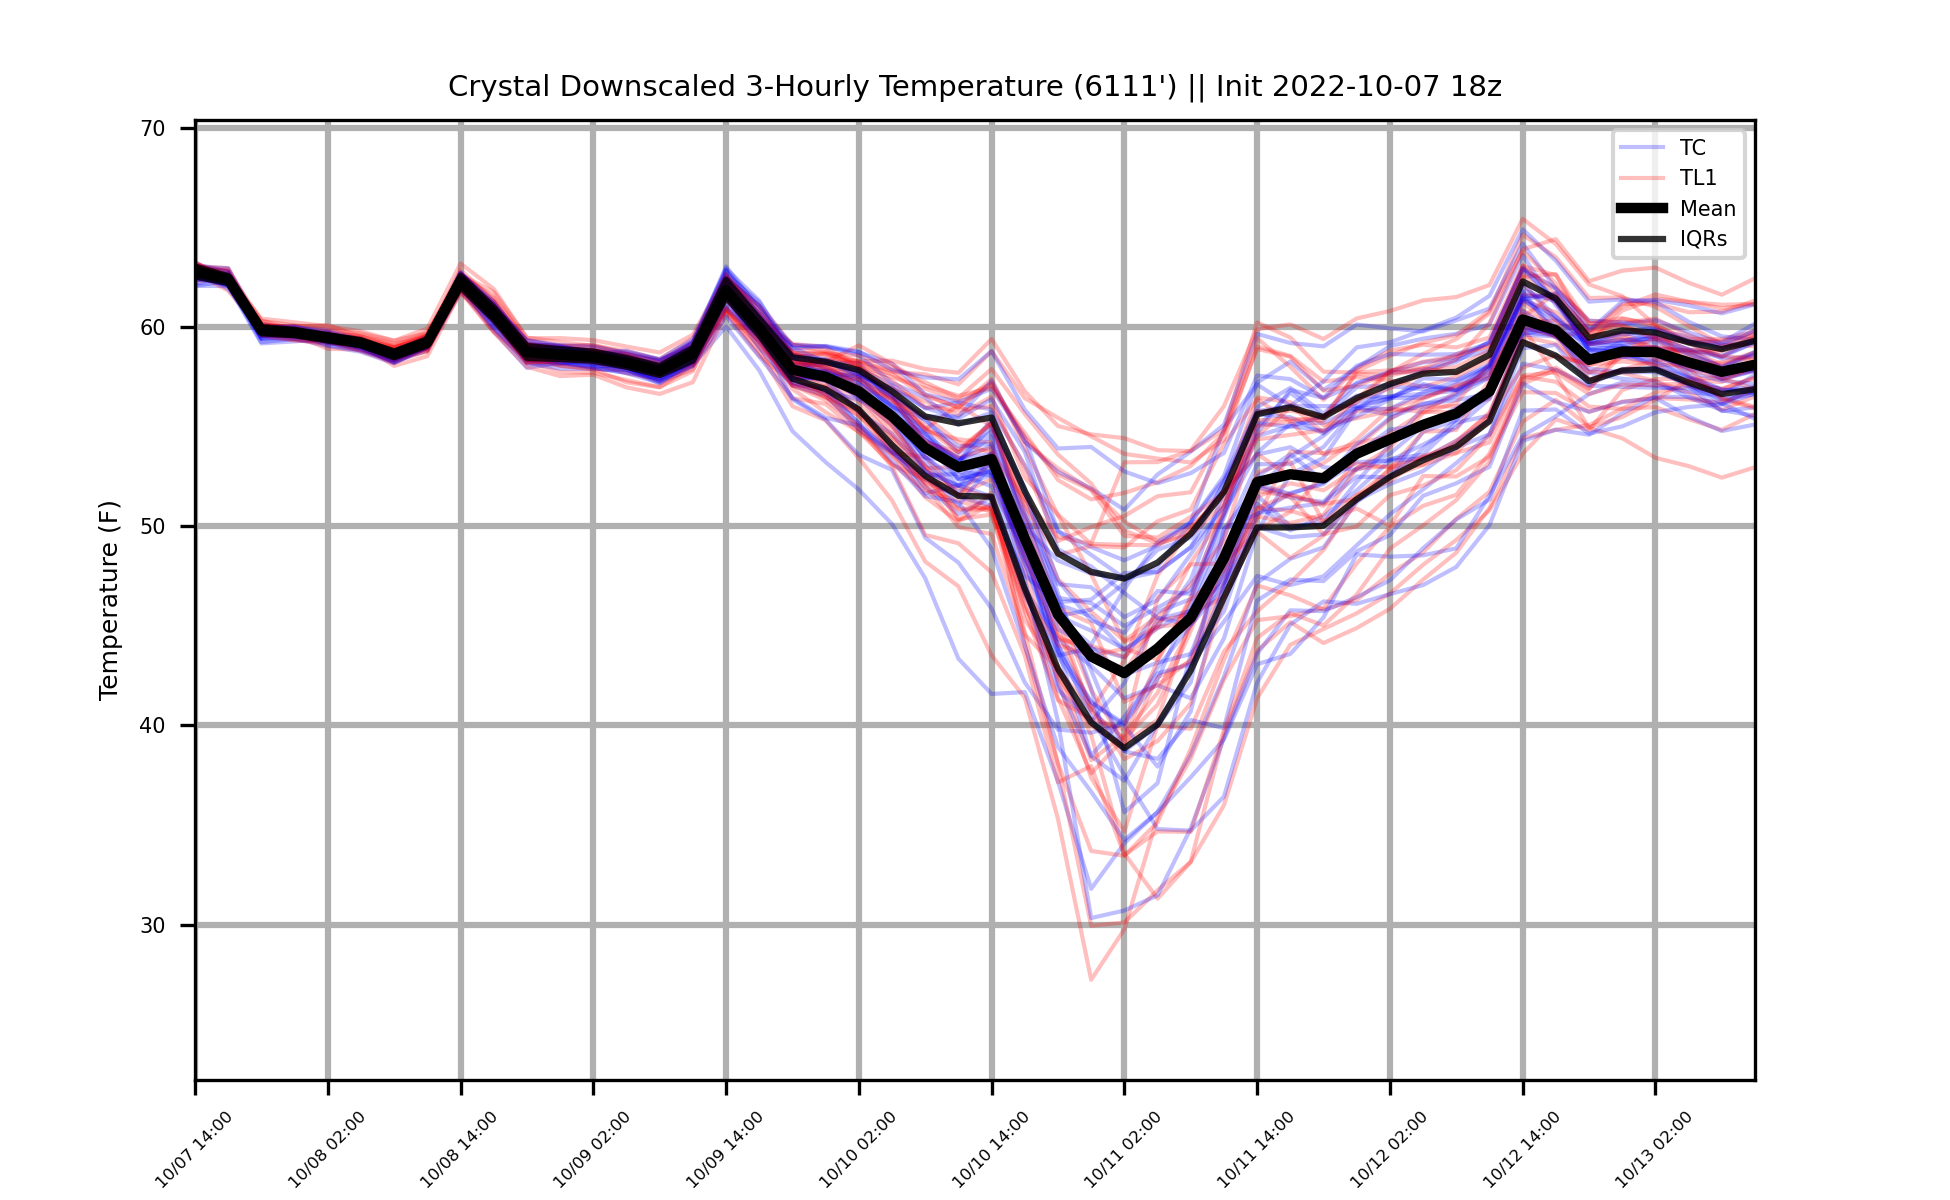 Crystal Downscaled 3-Hourly Temperature (6111') || Init 2022-10-07 18z
TC
TL1
Mean
IQRs
Temperature (F)
70
60
50
40
30
10/07 14:00
10/08 02:00
10/08 14:00
10/09 02:00
10/09 14:00
10/10 02:00
10/10 14:00
10/11 02:00
10/11 14:00
10/12 02:00
10/12 14:00
10/13 02:00